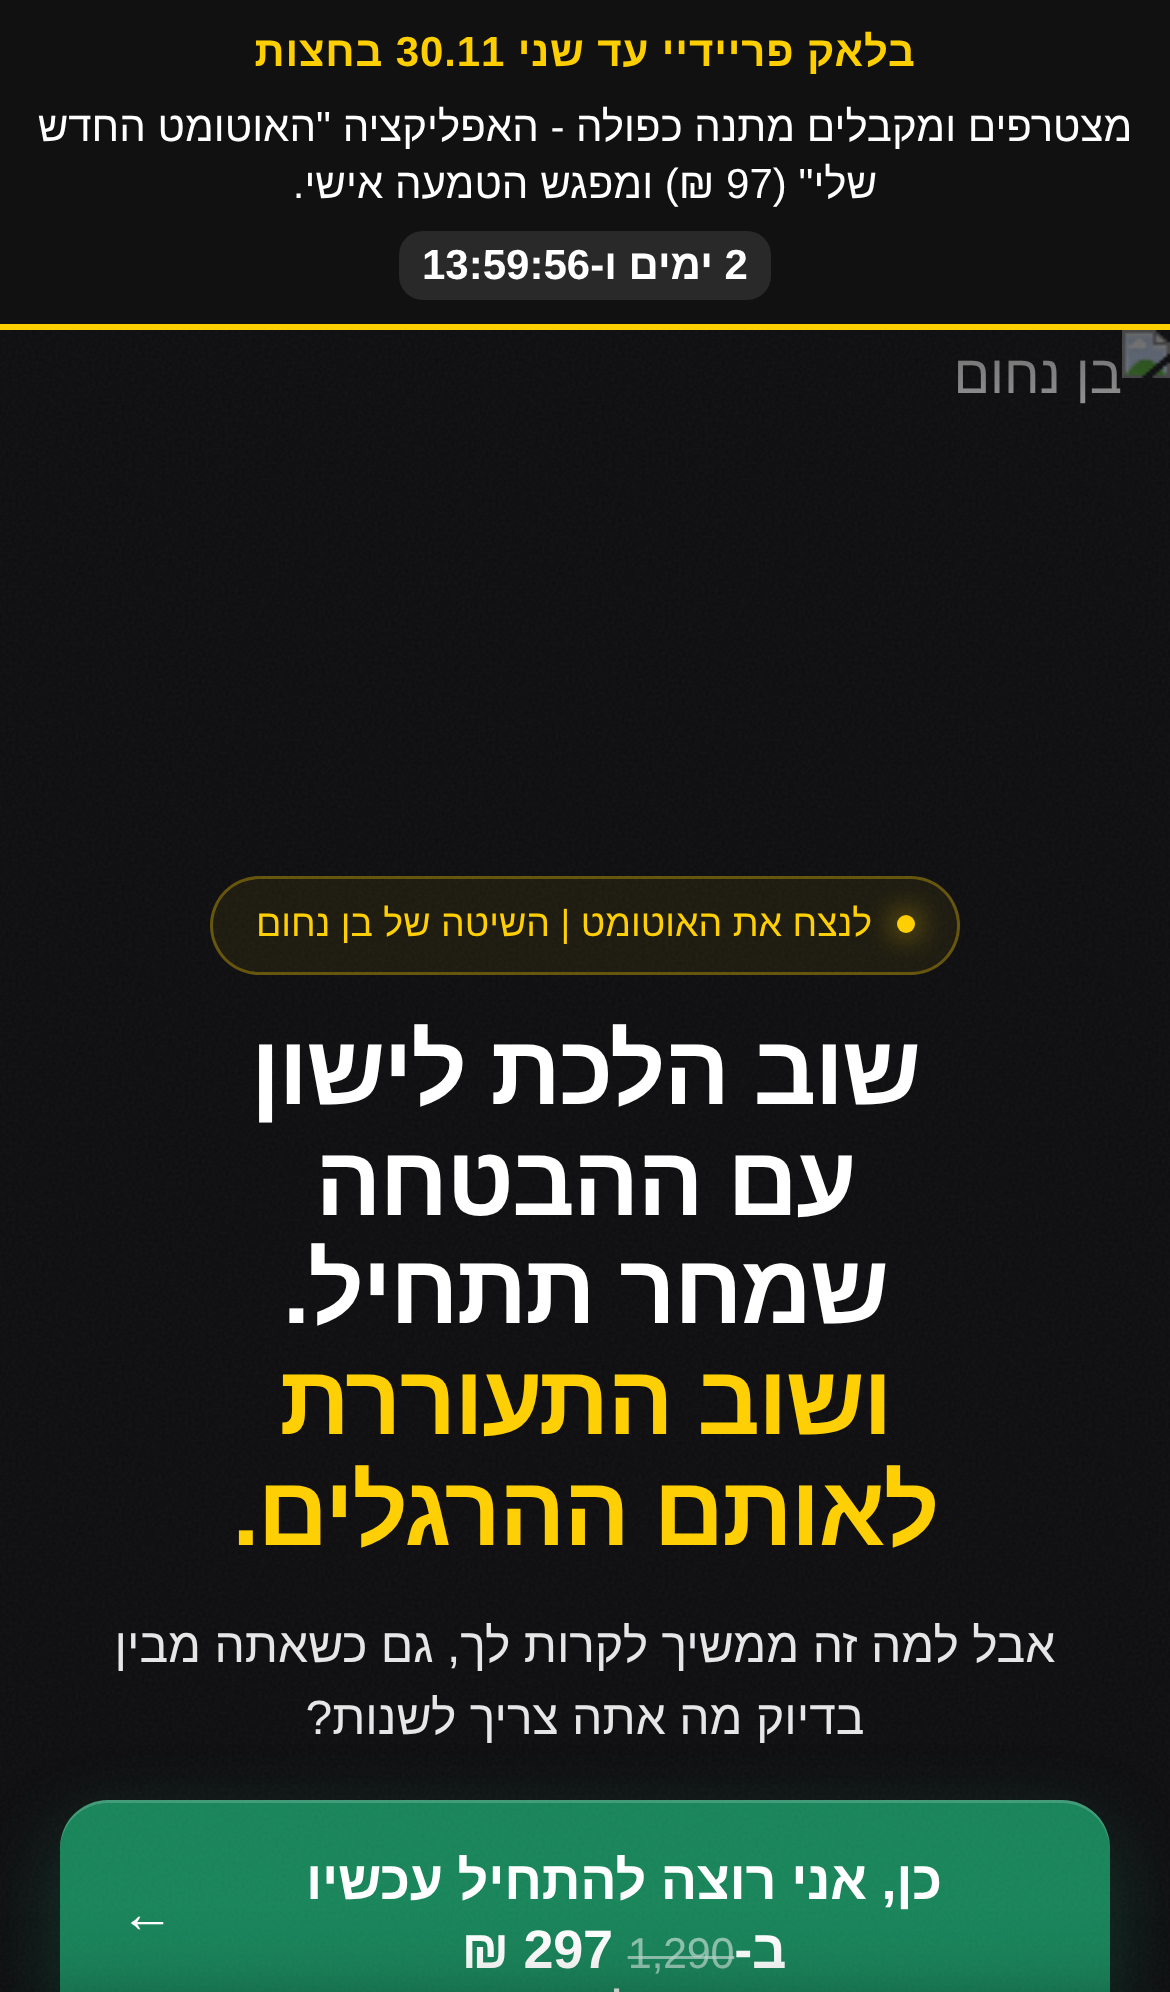 בלאק פריידיי עד שני 30.11 בחצות
מצטרפים ומקבלים מתנה כפולה - האפליקציה "האוטומט החדש
שלי" (97 ₪) ומפגש הטמעה אישי.
2 ימים ו-13:59:56
בן נחום
לנצח את האוטומט | השיטה של בן נחום
שוב הלכת לישון
עם ההבטחה
שמחר תתחיל.
ושוב התעוררת
לאותם ההרגלים.
אבל למה זה ממשיך לקרות לך, גם כשאתה מבין
בדיוק מה אתה צריך לשנות?
כן, אני רוצה להתחיל עכשיו
ב-1,290 297 ₪
←